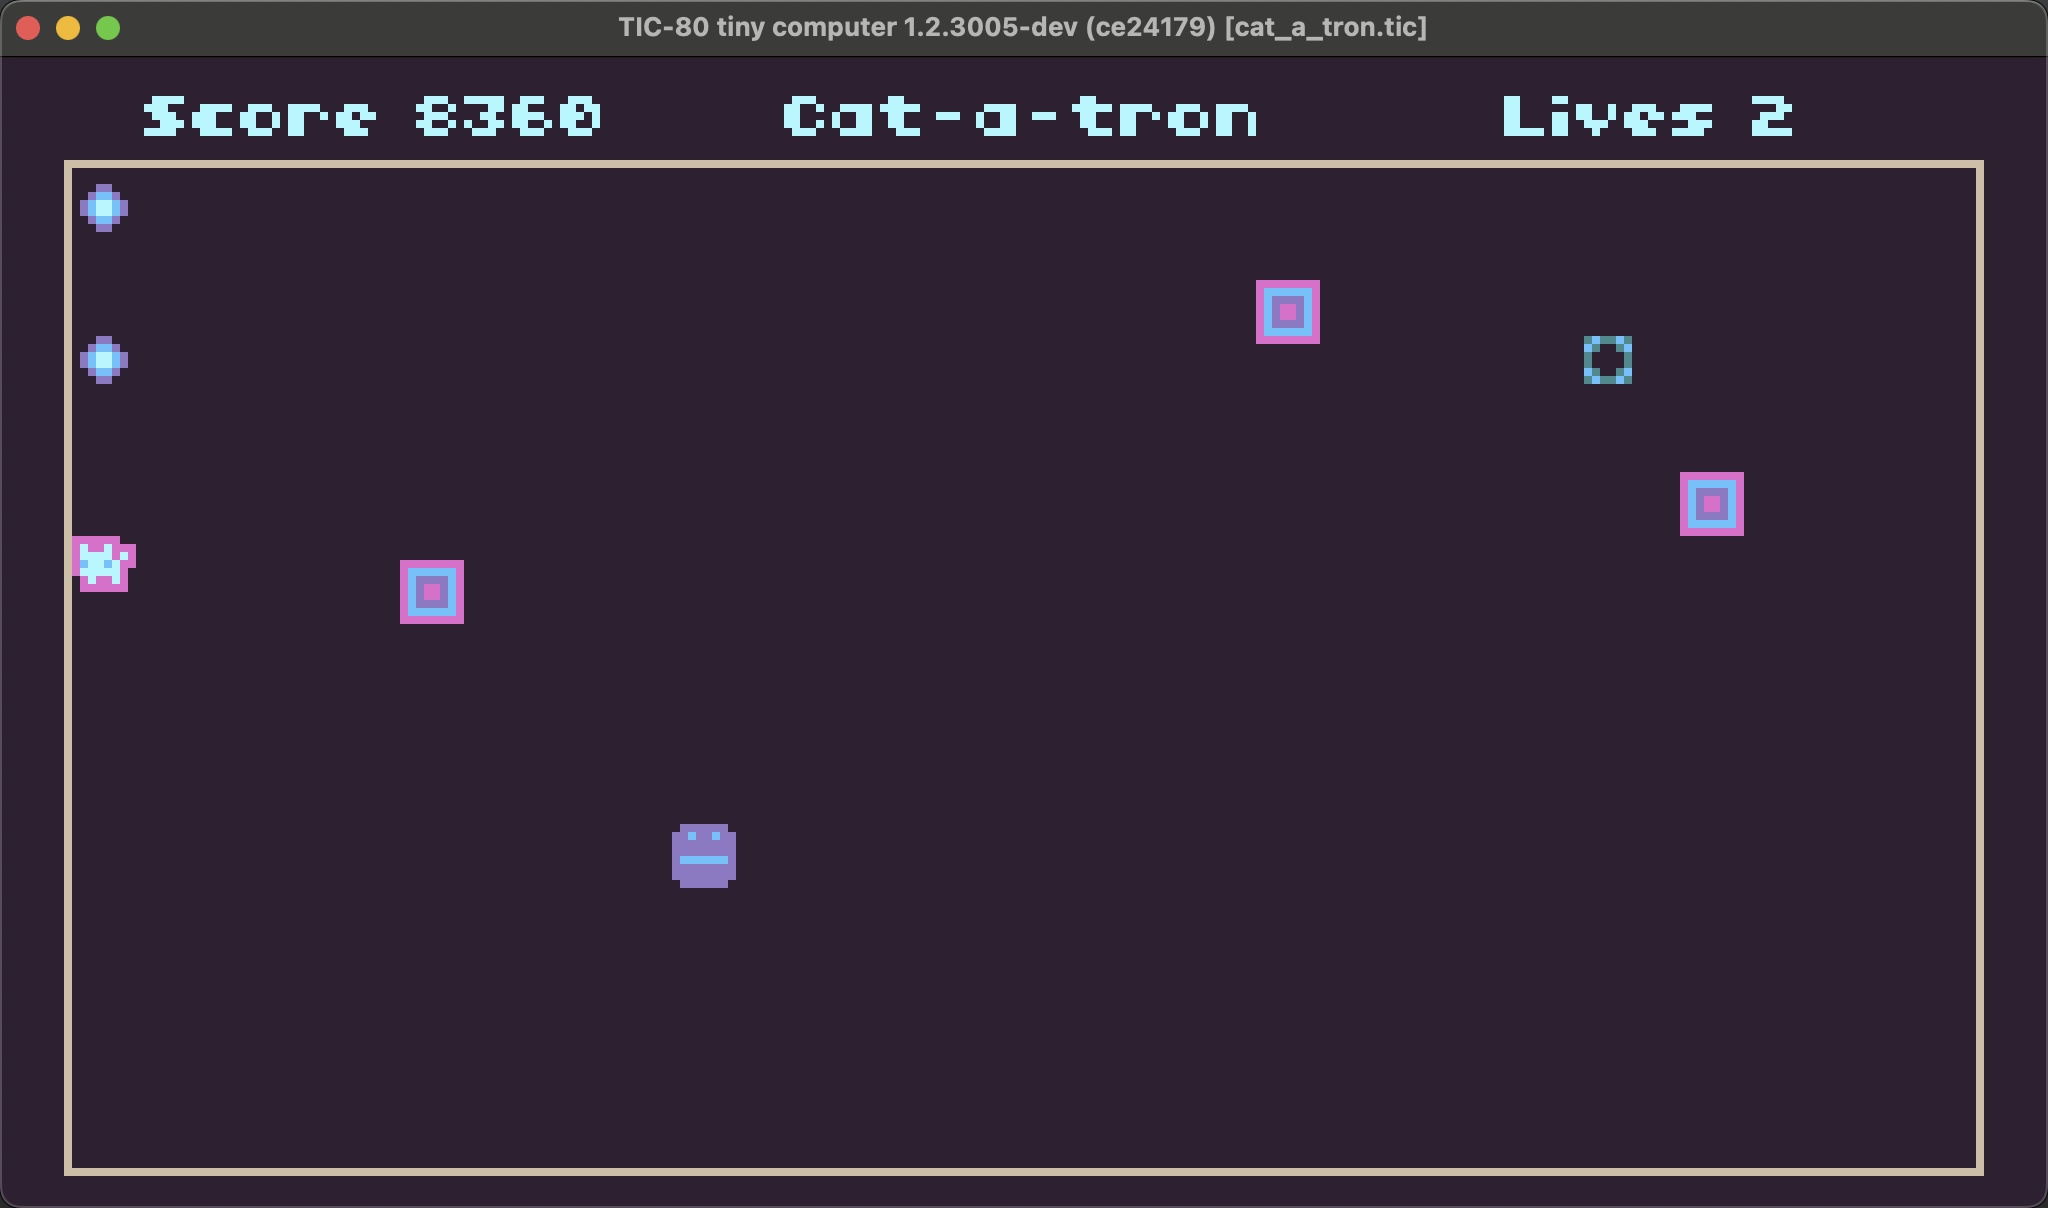 TIC-80 tiny computer 1.2.3005-dev (ce24179) [cat_a_tron.tic]
Score 8360 Cat-a-tron Lives 2